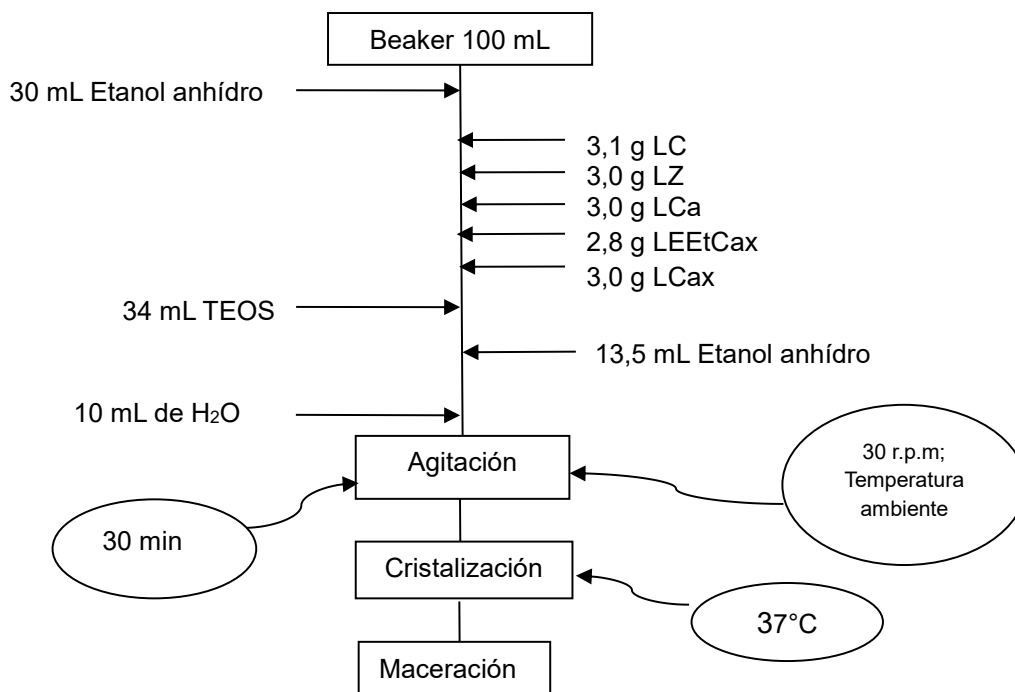 Beaker 100 mL
30 mL Etanol anhídro
3,1 g LC
3,0 g LZ
3,0 g LCa
2,8 g LEEtCax
3,0 g LCax
34 mL TEOS
13,5 mL Etanol anhídro
10 mL de H₂O
Agitación
30 r.p.m;
Temperatura
ambiente
30 min
Cristalización
37°C
Maceración